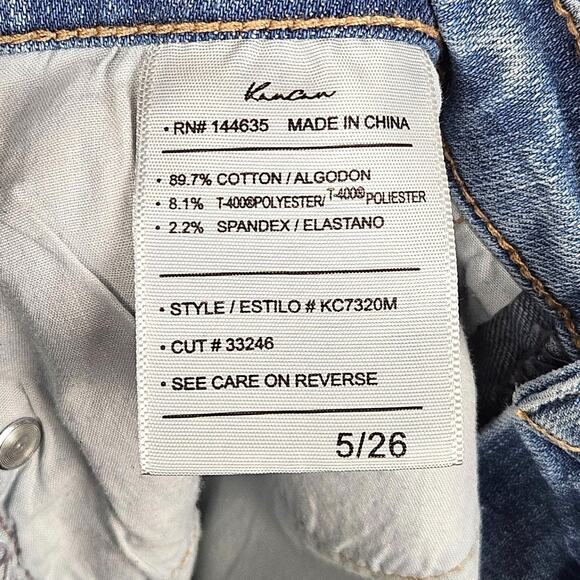 Kancan
• RN# 144635 MADE IN CHINA
• 89.7% COTTON / ALGODON
• 8.1% T-400®POLYESTER/ T-400® POLIESTER
• 2.2% SPANDEX / ELASTANO
• STYLE / ESTILO # KC7320M
• CUT # 33246
• SEE CARE ON REVERSE
5/26